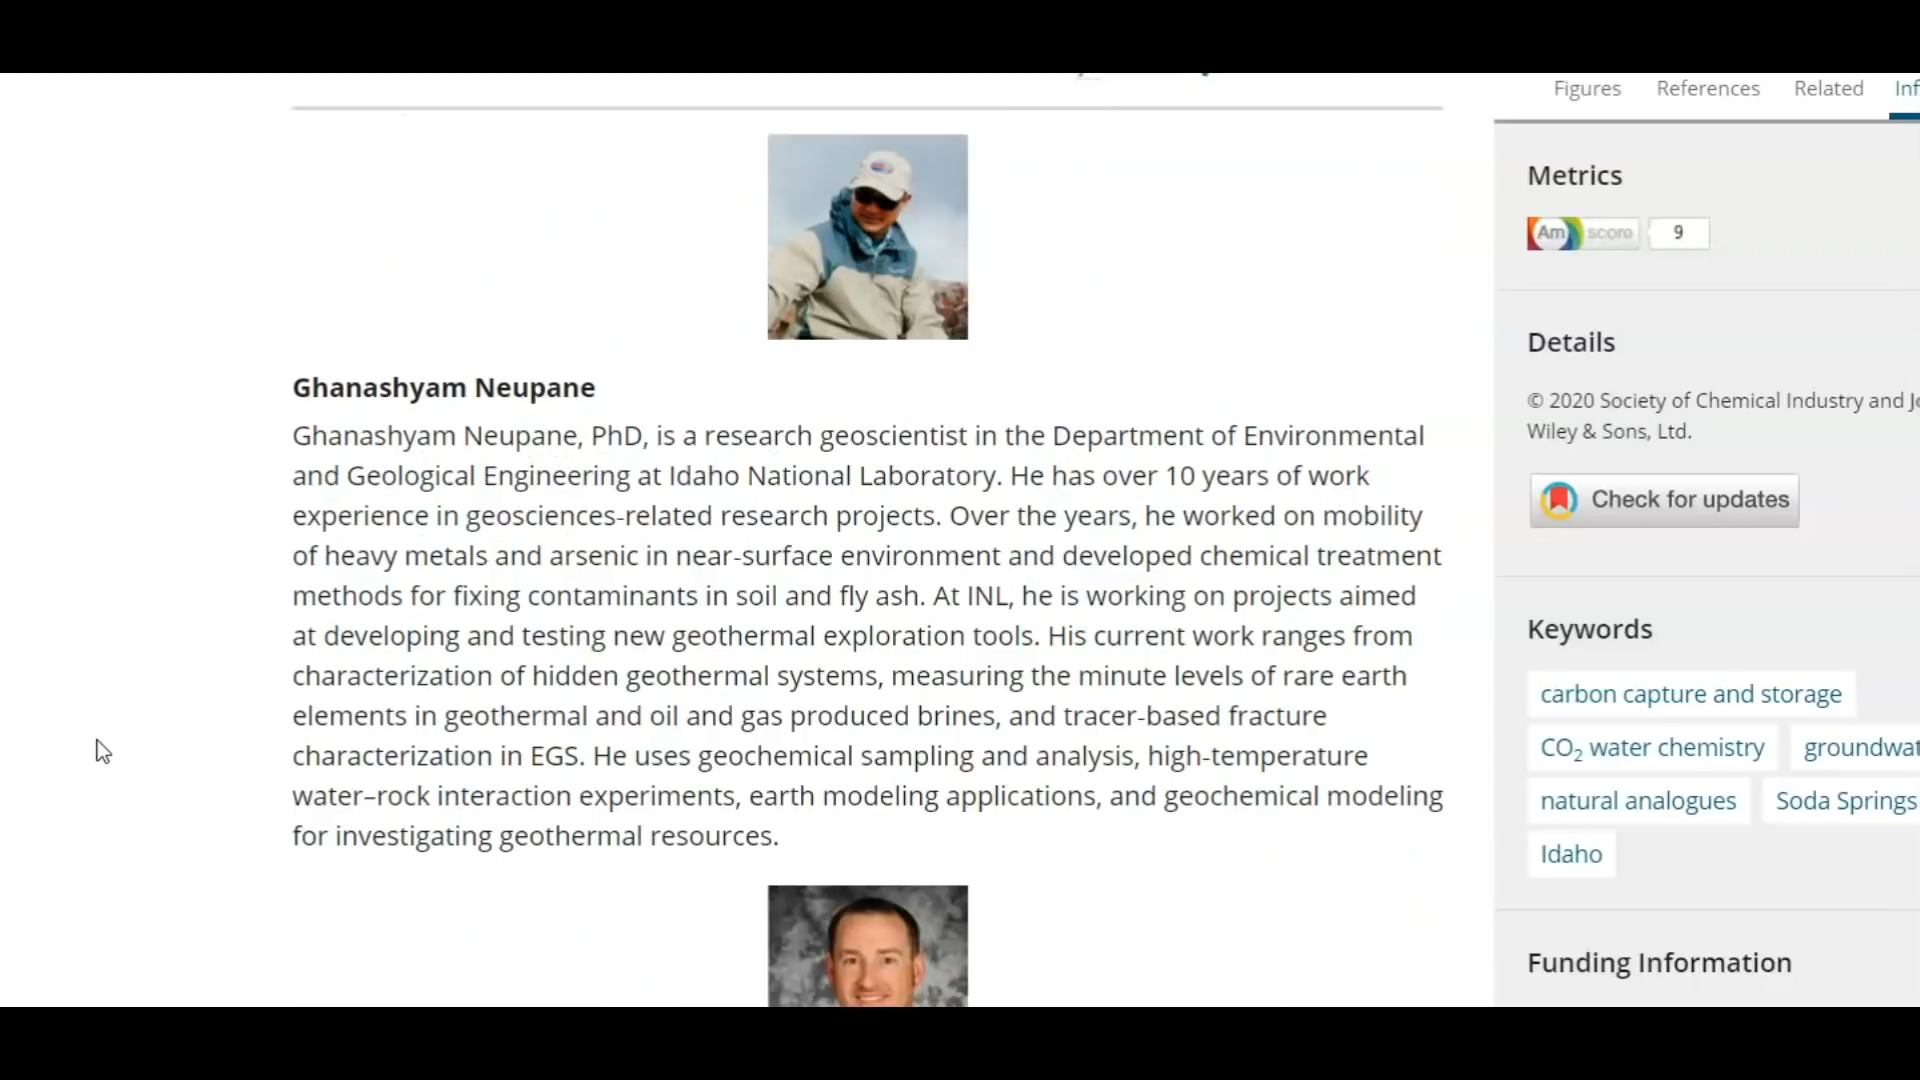 Figures References Related
Metrics
Am score 9
Details
© 2020 Society of Chemical Industry and
Wiley & Sons, Ltd.
Check for updates
Keywords
carbon capture and storage
CO₂ water chemistry
natural analogues Soda Springs
Idaho
Funding Information
Ghanashyam Neupane
Ghanashyam Neupane, PhD, is a research geoscientist in the Department of Environmental
and Geological Engineering at Idaho National Laboratory. He has over 10 years of work
experience in geosciences-related research projects. Over the years, he worked on mobility
of heavy metals and arsenic in near-surface environment and developed chemical treatment
methods for fixing contaminants in soil and fly ash. At INL, he is working on projects aimed
at developing and testing new geothermal exploration tools. His current work ranges from
characterization of hidden geothermal systems, measuring the minute levels of rare earth
elements in geothermal and oil and gas produced brines, and tracer-based fracture
characterization in EGS. He uses geochemical sampling and analysis, high-temperature
water–rock interaction experiments, earth modeling applications, and geochemical modeling
for investigating geothermal resources.